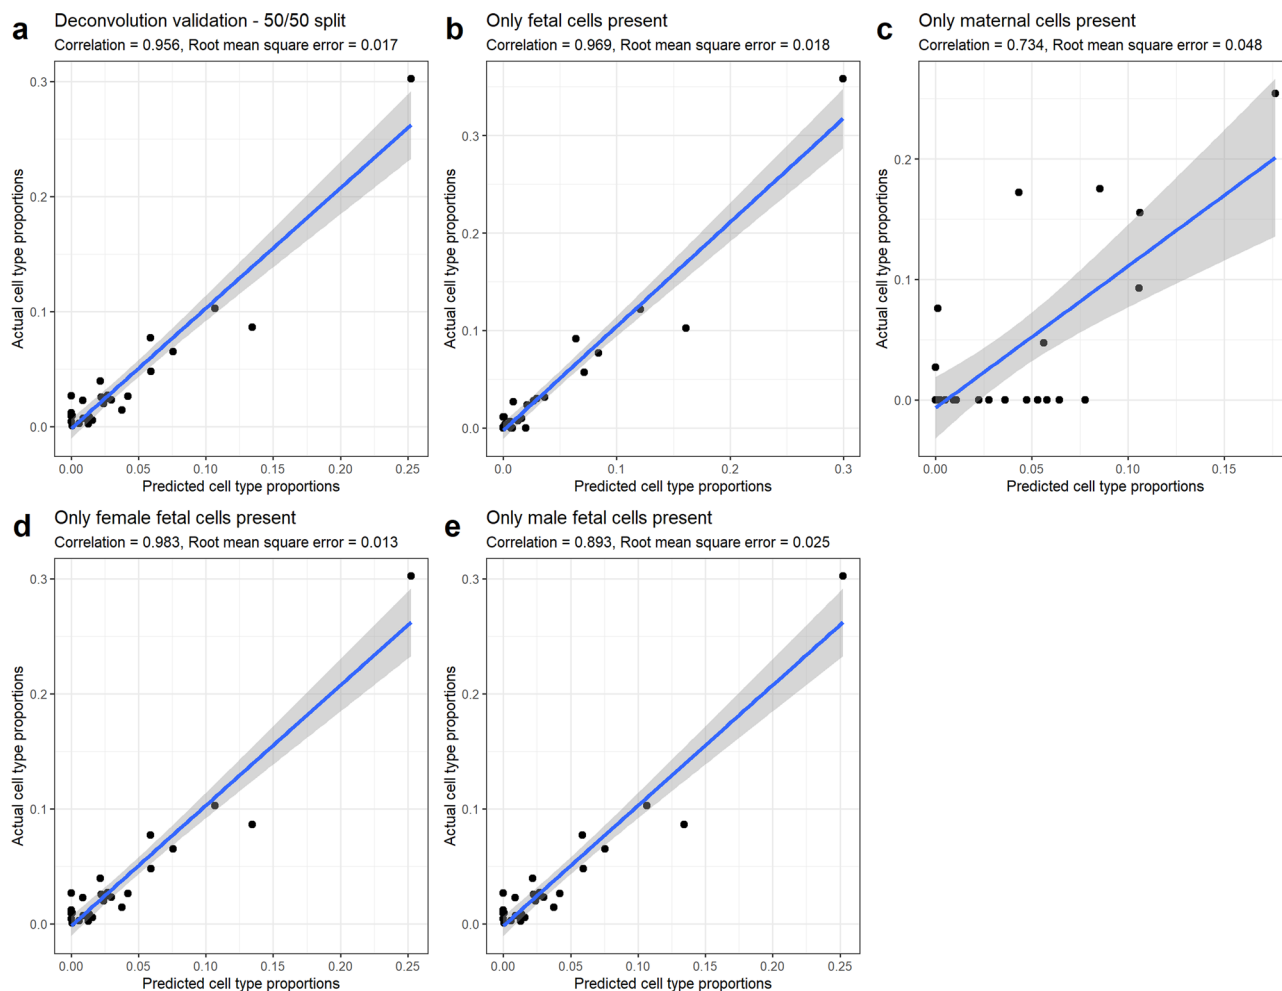 a
Deconvolution validation - 50/50 split
Correlation = 0.956, Root mean square error = 0.017
Actual cell type proportions
0.3
0.2
0.1
0.0
0.00 0.05 0.10 0.15 0.20 0.25
Predicted cell type proportions
b
Only fetal cells present
Correlation = 0.969, Root mean square error = 0.018
Actual cell type proportions
0.3
0.2
0.1
0.0
0.0 0.1 0.2 0.3
Predicted cell type proportions
c
Only maternal cells present
Correlation = 0.734, Root mean square error = 0.048
Actual cell type proportions
0.2
0.1
0.0
0.00 0.05 0.10 0.15
Predicted cell type proportions
d
Only female fetal cells present
Correlation = 0.983, Root mean square error = 0.013
Actual cell type proportions
0.3
0.2
0.1
0.0
0.00 0.05 0.10 0.15 0.20 0.25
Predicted cell type proportions
e
Only male fetal cells present
Correlation = 0.893, Root mean square error = 0.025
Actual cell type proportions
0.3
0.2
0.1
0.0
0.00 0.05 0.10 0.15 0.20 0.25
Predicted cell type proportions